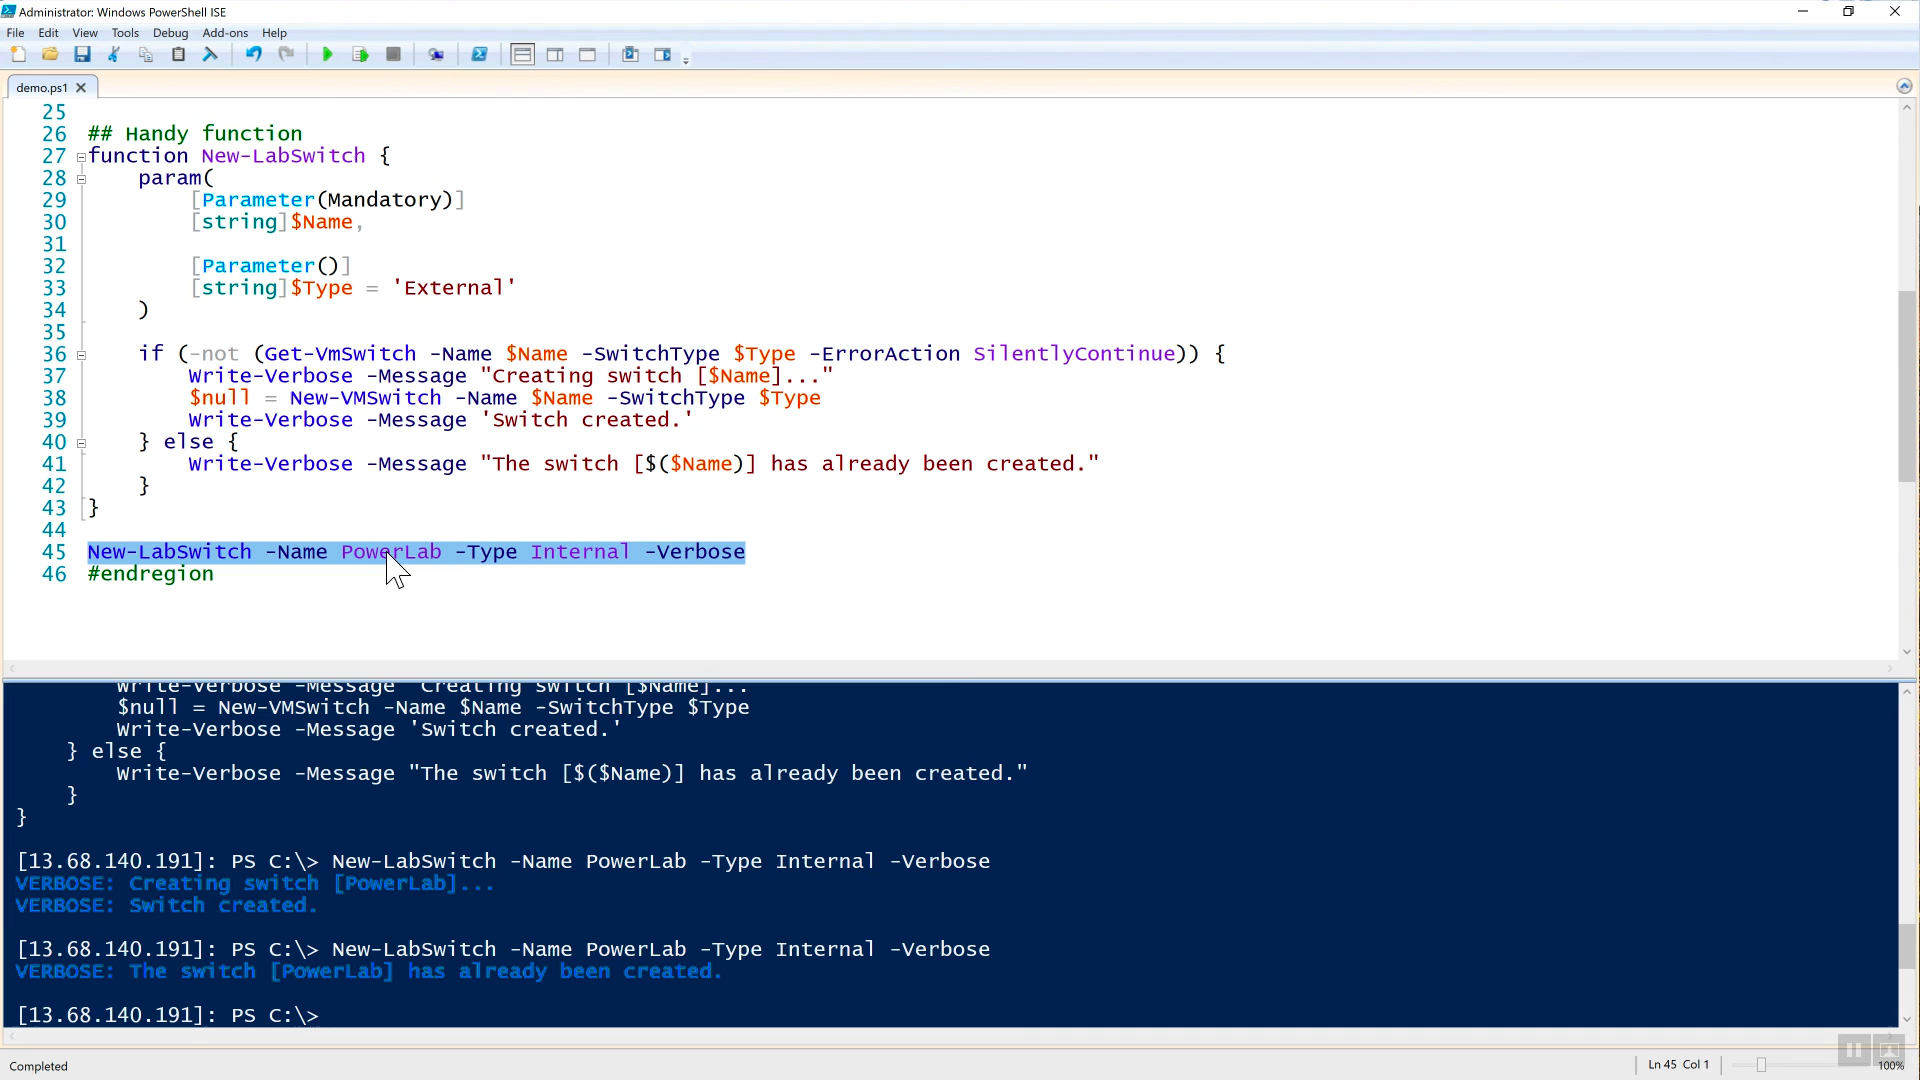 Administrator: Windows PowerShell ISE
File Edit View Tools Debug Add-ons Help
demo.ps1
25
26 ## Handy function
27 function New-LabSwitch {
28     param(
29         [Parameter(Mandatory)]
30         [string]$Name,
31
32         [Parameter()]
33         [string]$Type = 'External'
34     )
35
36     if (-not (Get-VmSwitch -Name $Name -SwitchType $Type -ErrorAction SilentlyContinue)) {
37         Write-Verbose -Message "Creating switch [$Name]..."
38         $null = New-VMSwitch -Name $Name -SwitchType $Type
39         Write-Verbose -Message 'Switch created.'
40     } else {
41         Write-Verbose -Message "The switch [$($Name)] has already been created."
42     }
43 }
44
45 New-LabSwitch -Name PowerLab -Type Internal -Verbose
46 #endregion
Write-Verbose -Message "Creating switch [$Name]...
$null = New-VMSwitch -Name $Name -SwitchType $Type
Write-Verbose -Message 'Switch created.'
} else {
Write-Verbose -Message "The switch [$($Name)] has already been created."
}
}
[13.68.140.191]: PS C:\> New-LabSwitch -Name PowerLab -Type Internal -Verbose
VERBOSE: Creating switch [PowerLab]...
VERBOSE: Switch created.
[13.68.140.191]: PS C:\> New-LabSwitch -Name PowerLab -Type Internal -Verbose
VERBOSE: The switch [PowerLab] has already been created.
[13.68.140.191]: PS C:\>
Completed
Ln 45 Col 1
100%